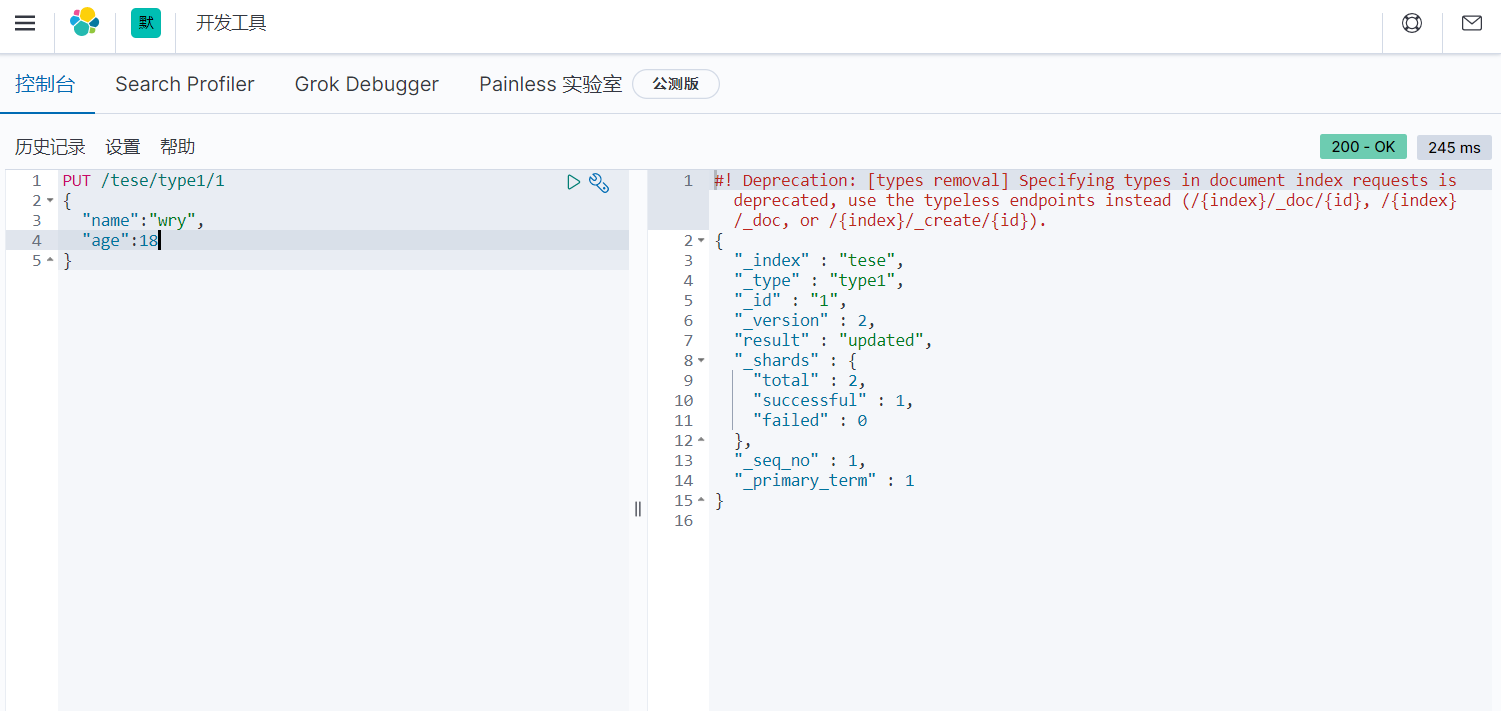 默
开发工具
控制台 Search Profiler Grok Debugger Painless 实验室 公测版
历史记录 设置 帮助
200 - OK 245 ms
1 PUT /tese/type1/1
2 {
3 "name":"wry",
4 "age":18
5 }
1 #! Deprecation: [types removal] Specifying types in document index requests is
deprecated, use the typeless endpoints instead (/{index}/_doc/{id}, /{index}
/_doc, or /{index}/_create/{id}).
2 {
3 "_index" : "tese",
4 "_type" : "type1",
5 "_id" : "1",
6 "_version" : 2,
7 "result" : "updated",
8 "_shards" : {
9 "total" : 2,
10 "successful" : 1,
11 "failed" : 0
12 },
13 "_seq_no" : 1,
14 "_primary_term" : 1
15 }
16